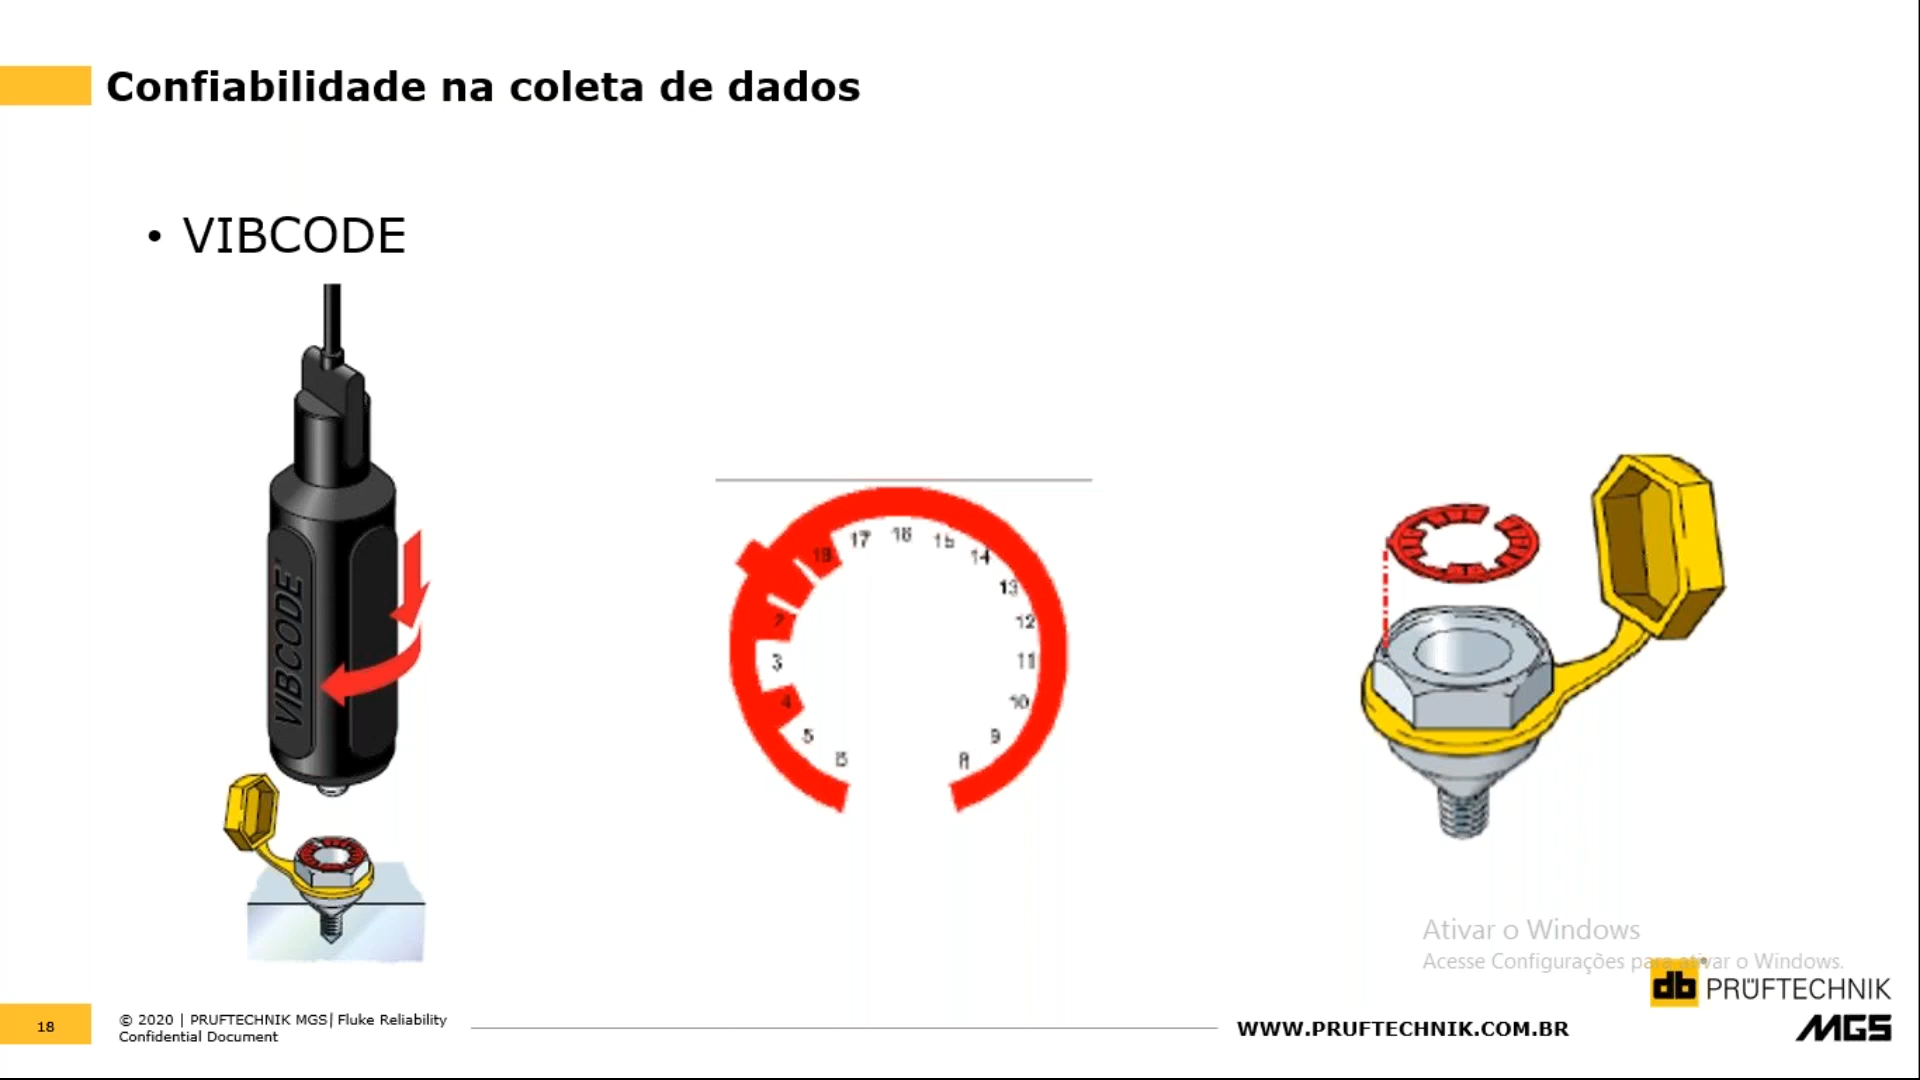 Confiabilidade na coleta de dados
• VIBCODE
VIBCODE
17
16
15
14
18
13
2
12
3
11
4
10
5
9
6
8
Ativar o Windows
Acesse Configurações para ativar o Windows.
db PRÜFTECHNIK
MGS
18
© 2020 | PRUFTECHNIK MGS| Fluke Reliability
Confidential Document
WWW.PRUFTECHNIK.COM.BR